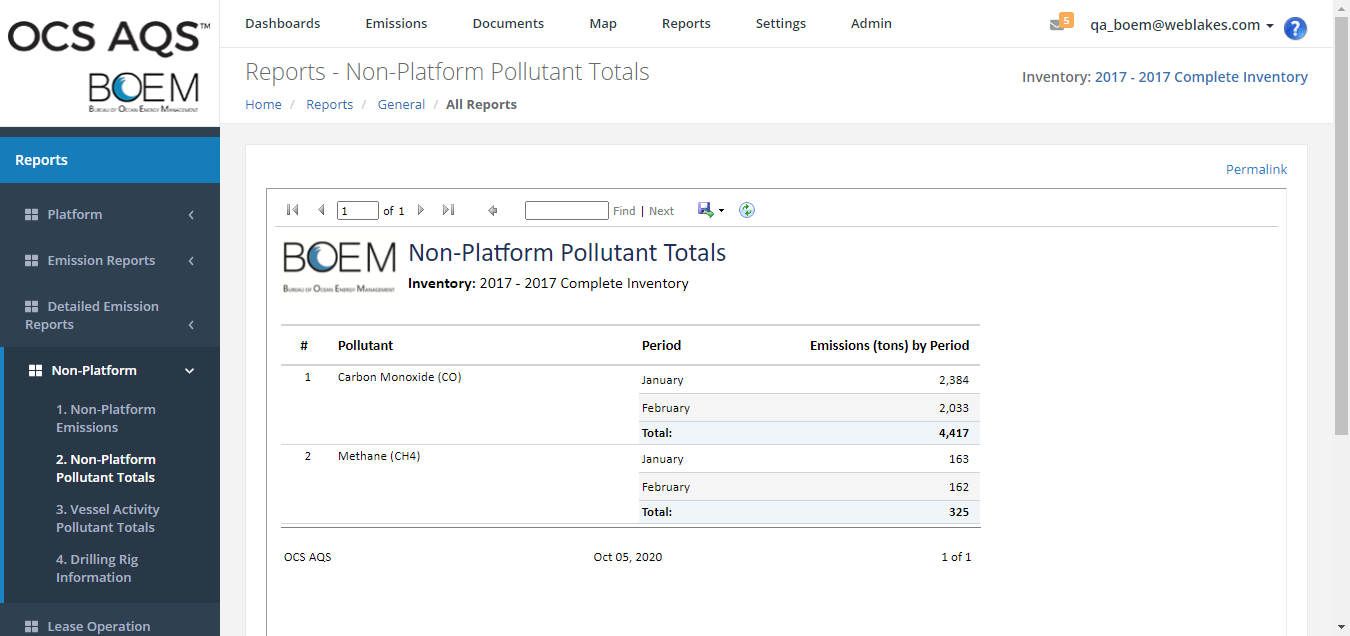 OCS AQS™
BOEM
BUREAU OF OCEAN ENERGY MANAGEMENT
Dashboards Emissions Documents Map Reports Settings Admin
5 qa_boem@weblakes.com ?
Reports - Non-Platform Pollutant Totals
Inventory: 2017 - 2017 Complete Inventory
Home / Reports / General / All Reports
Reports
Platform
Emission Reports
Detailed Emission
Reports
Non-Platform
1. Non-Platform
Emissions
2. Non-Platform
Pollutant Totals
3. Vessel Activity
Pollutant Totals
4. Drilling Rig
Information
Lease Operation
Permalink
1 of 1 Find | Next
BOEM
BUREAU OF OCEAN ENERGY MANAGEMENT
Non-Platform Pollutant Totals
Inventory: 2017 - 2017 Complete Inventory
# Pollutant Period Emissions (tons) by Period
1 Carbon Monoxide (CO) January 2,384
February 2,033
Total: 4,417
2 Methane (CH4) January 163
February 162
Total: 325
OCS AQS Oct 05, 2020 1 of 1